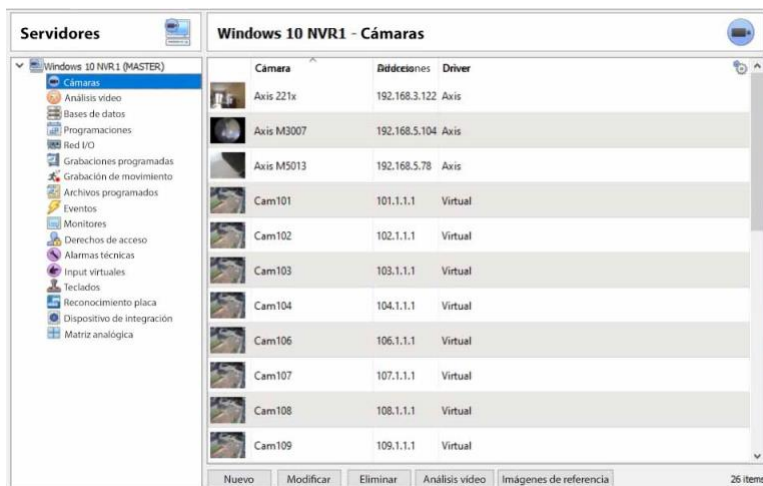 Servidores
Windows 10 NVR1 - Cámaras
Windows 10 NVR1 (MASTER)
Cámaras
Análisis video
Bases de datos
Programaciones
Red I/O
Grabaciones programadas
Grabación de movimiento
Archivos programados
Eventos
Monitores
Derechos de acceso
Alarmas técnicas
Input virtuales
Teclados
Reconocimiento placa
Dispositivo de integración
Matriz analógica
Cámara Driver
Axis 221x 192.168.3.122 Axis
Axis M3007 192.168.5.104 Axis
Axis M5013 192.168.5.78 Axis
Cam101 101.1.1.1 Virtual
Cam102 102.1.1.1 Virtual
Cam103 103.1.1.1 Virtual
Cam104 104.1.1.1 Virtual
Cam106 106.1.1.1 Virtual
Cam107 107.1.1.1 Virtual
Cam108 108.1.1.1 Virtual
Cam109 109.1.1.1 Virtual
Nuevo Modificar Eliminar Análisis vídeo Imágenes de referencia 26 items